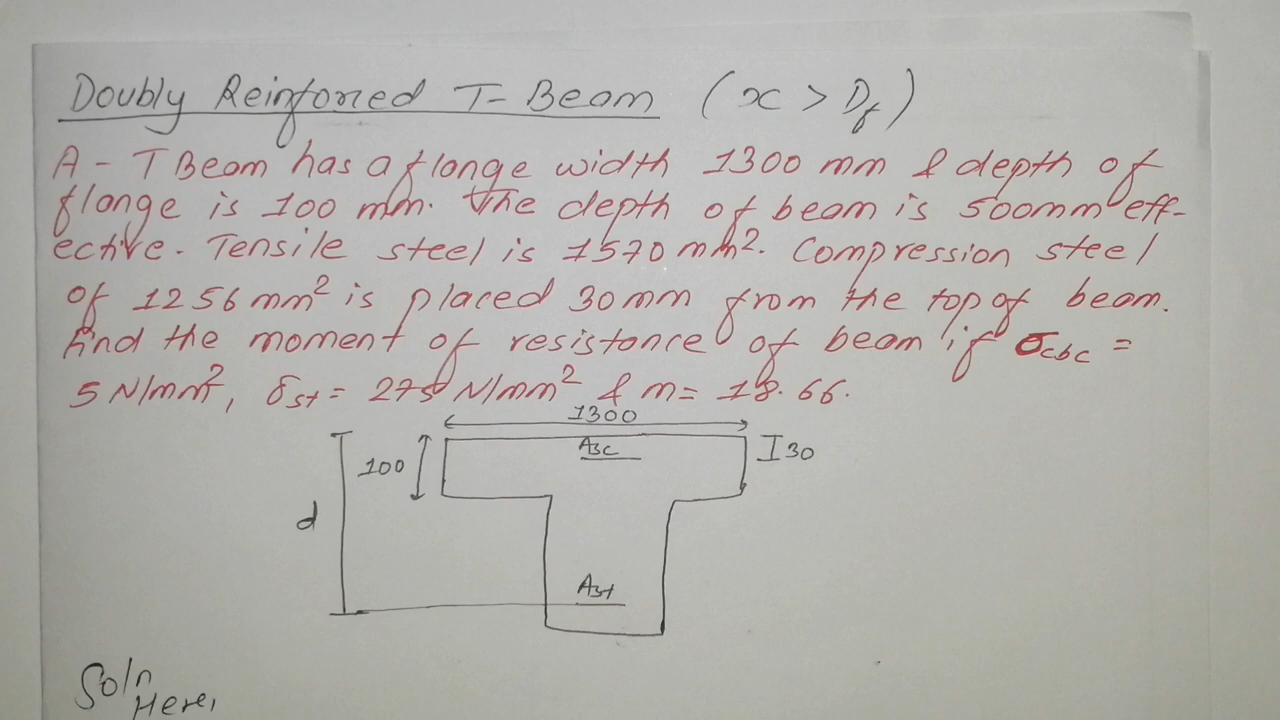 Doubly Reinforced T-Beam (x > Df)
A - T Beam has a flange width 1300 mm & depth of
flange is 100 mm. The depth of beam is 500mm eff-
ective. Tensile steel is 1570 mm². Compression steel
of 1256 mm² is placed 30mm from the top of beam.
Find the moment of resistance of beam if σcbc =
5 N/mm², δst = 275 N/mm² & m = 18.66.
1300
100
Asc
30
d
Ast
Soln
Here,